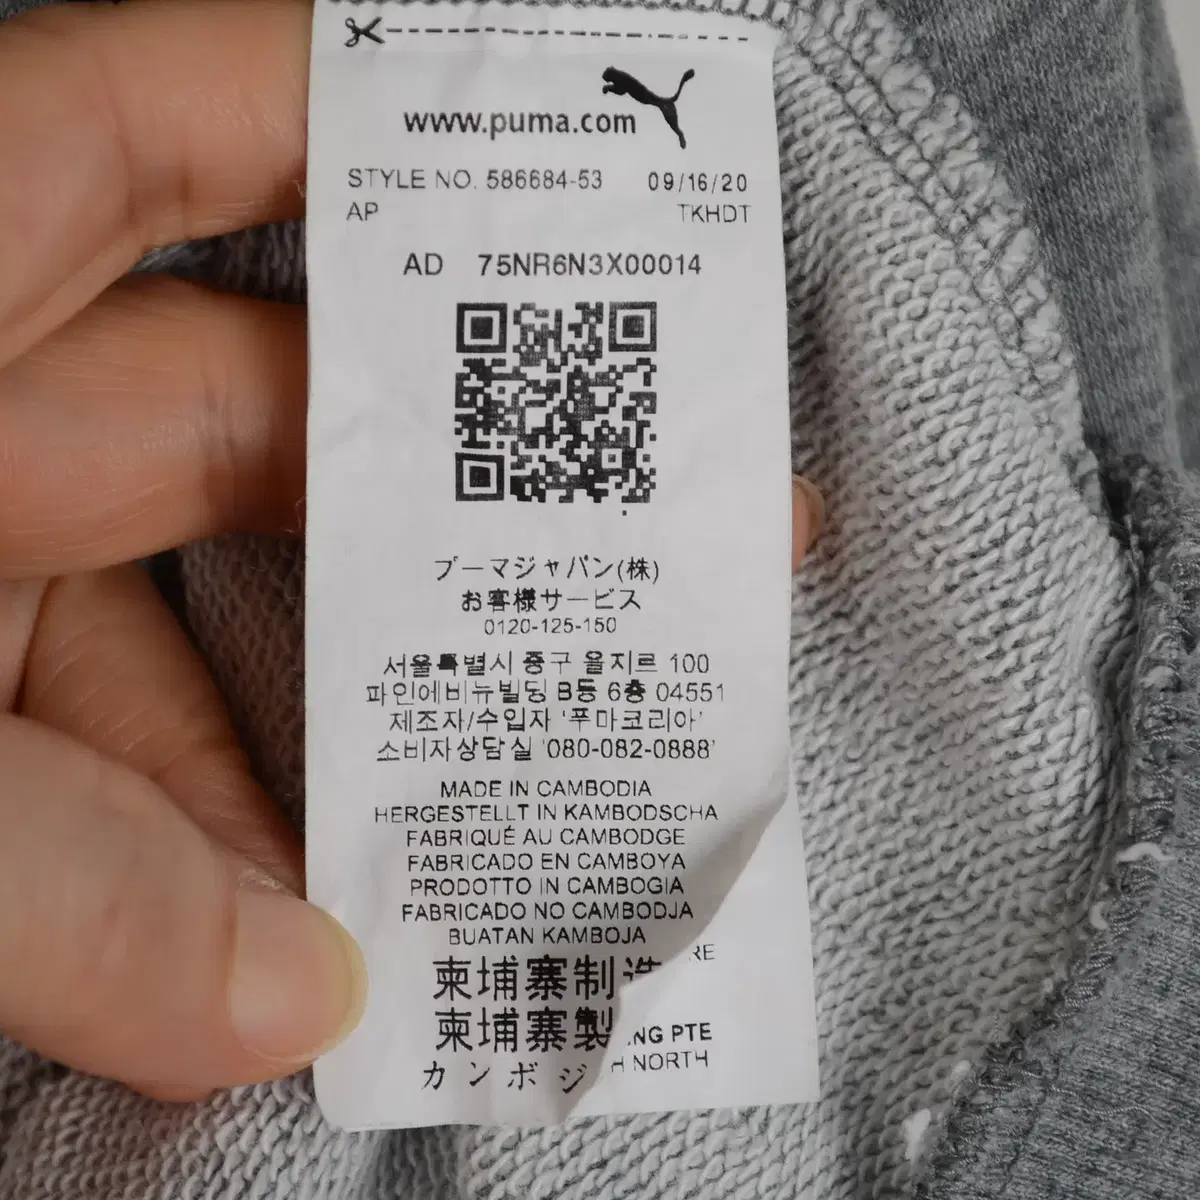 www.puma.com
STYLE NO. 586684-53 09/16/20
AP TKHDT
AD 75NR6N3X00014
プーマジャパン(株)
お客様サービス
0120-125-150
서울특별시 중구 을지르 100
파인에비뉴빌딩 B동 6층 04551
제조자/수입자 '푸마코리아'
소비자상담실 '080-082-0888'
MADE IN CAMBODIA
HERGESTELLT IN KAMBODSCHA
FABRIQUÉ AU CAMBODGE
FABRICADO EN CAMBOYA
PRODOTTO IN CAMBOGIA
FABRICADO NO CAMBODJA
BUATAN KAMBOJA
柬埔寨制造
柬埔寨製
カンボジ
PTE
NORTH